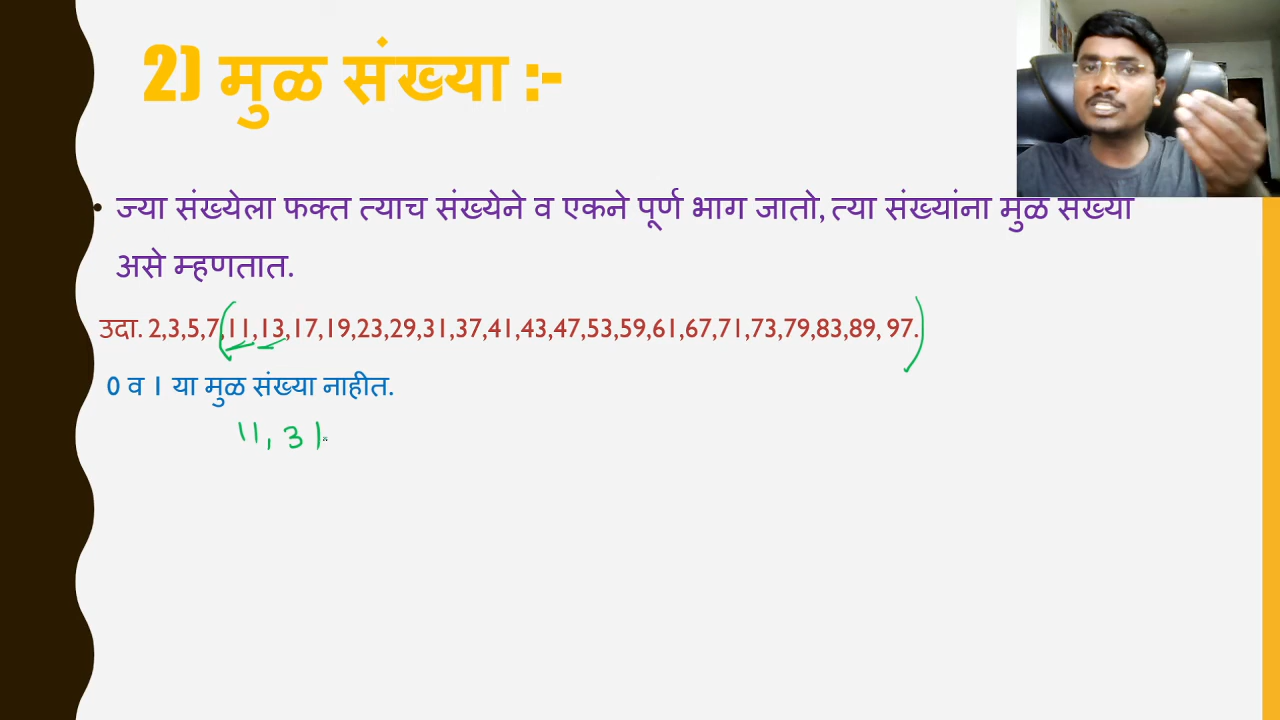 2) मुळ संख्या :-
• ज्या संख्येला फक्त त्याच संख्येने व एकने पूर्ण भाग जातो, त्या संख्यांना मुळ संख्या
असे म्हणतात.
उदा. 2,3,5,7,11,13,17,19,23,29,31,37,41,43,47,53,59,61,67,71,73,79,83,89, 97.
0 व 1 या मुळ संख्या नाहीत.
11, 31